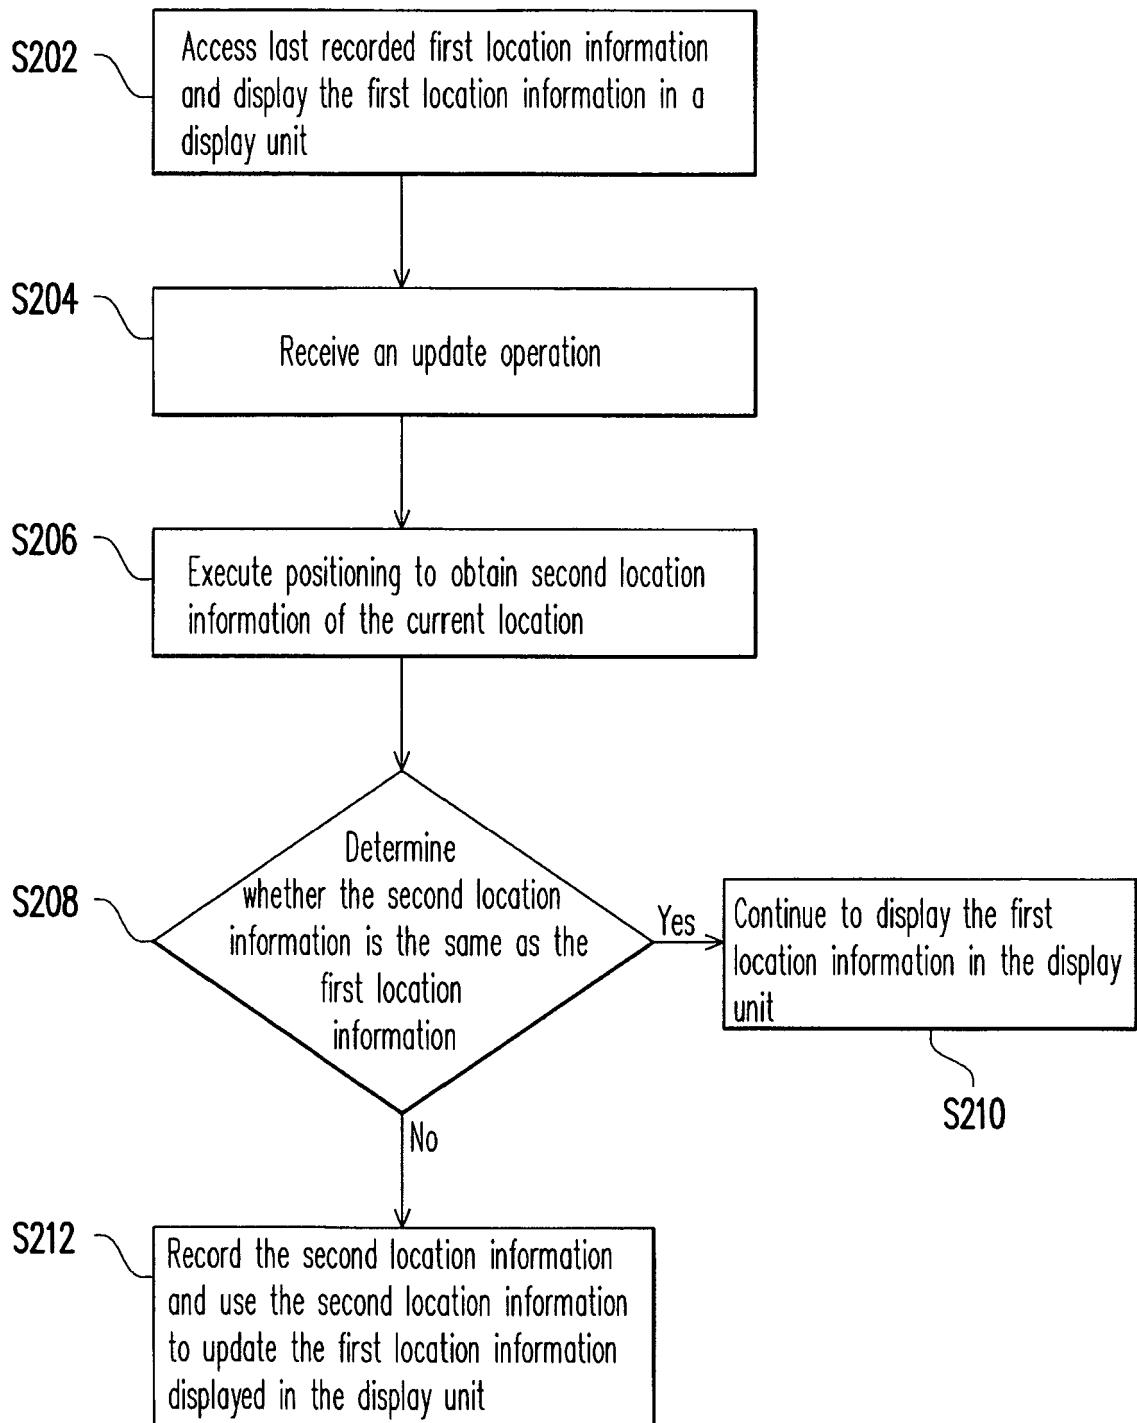 S202
Access last recorded first location information
and display the first location information in a
display unit
S204
Receive an update operation
S206
Execute positioning to obtain second location
information of the current location
S208
Determine
whether the second location
information is the same as the
first location
information
Yes
Continue to display the first
location information in the display
unit
S210
No
S212
Record the second location information
and use the second location information
to update the first location information
displayed in the display unit